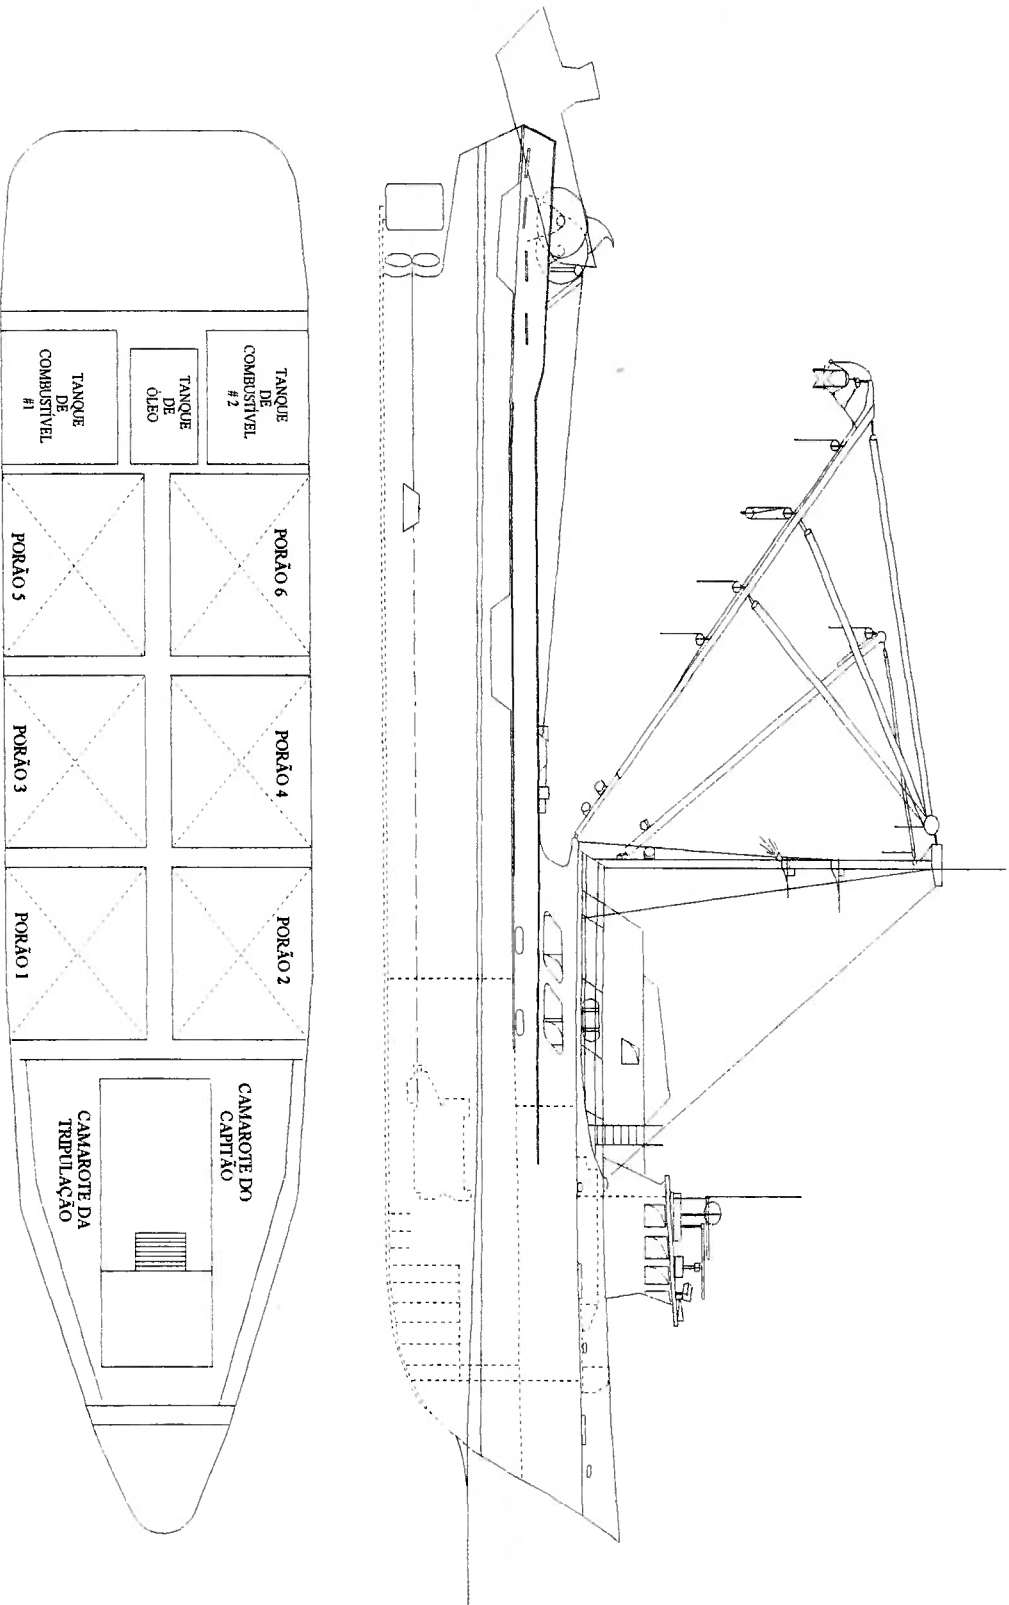 TANQUE
DE
COMBUSTÍVEL
# 2
TANQUE
DE
ÓLEO
TANQUE
DE
COMBUSTÍVEL
#1
PORÃO 6
PORÃO 5
PORÃO 4
PORÃO 3
PORÃO 2
PORÃO 1
CAMAROTE DO
CAPITÃO
CAMAROTE DA
TRIPULAÇÃO